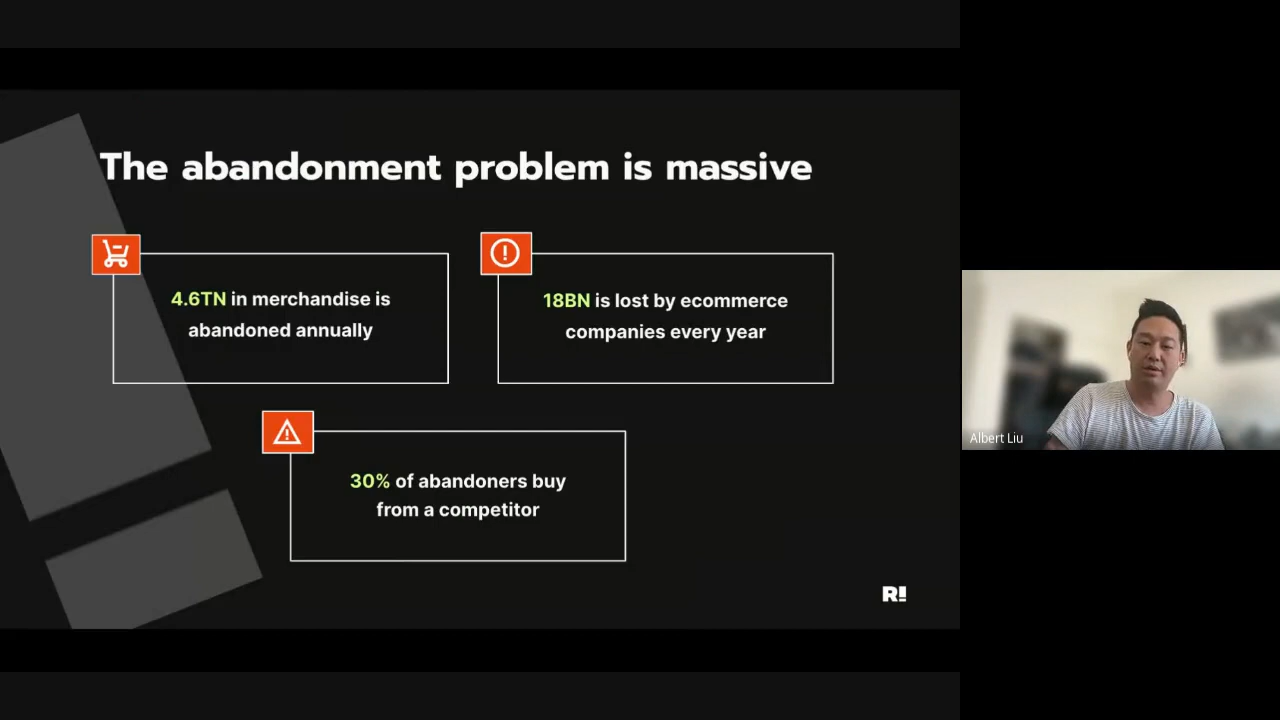 The abandonment problem is massive
4.6TN in merchandise is
abandoned annually
18BN is lost by ecommerce
companies every year
30% of abandoners buy
from a competitor
R!
Albert Liu